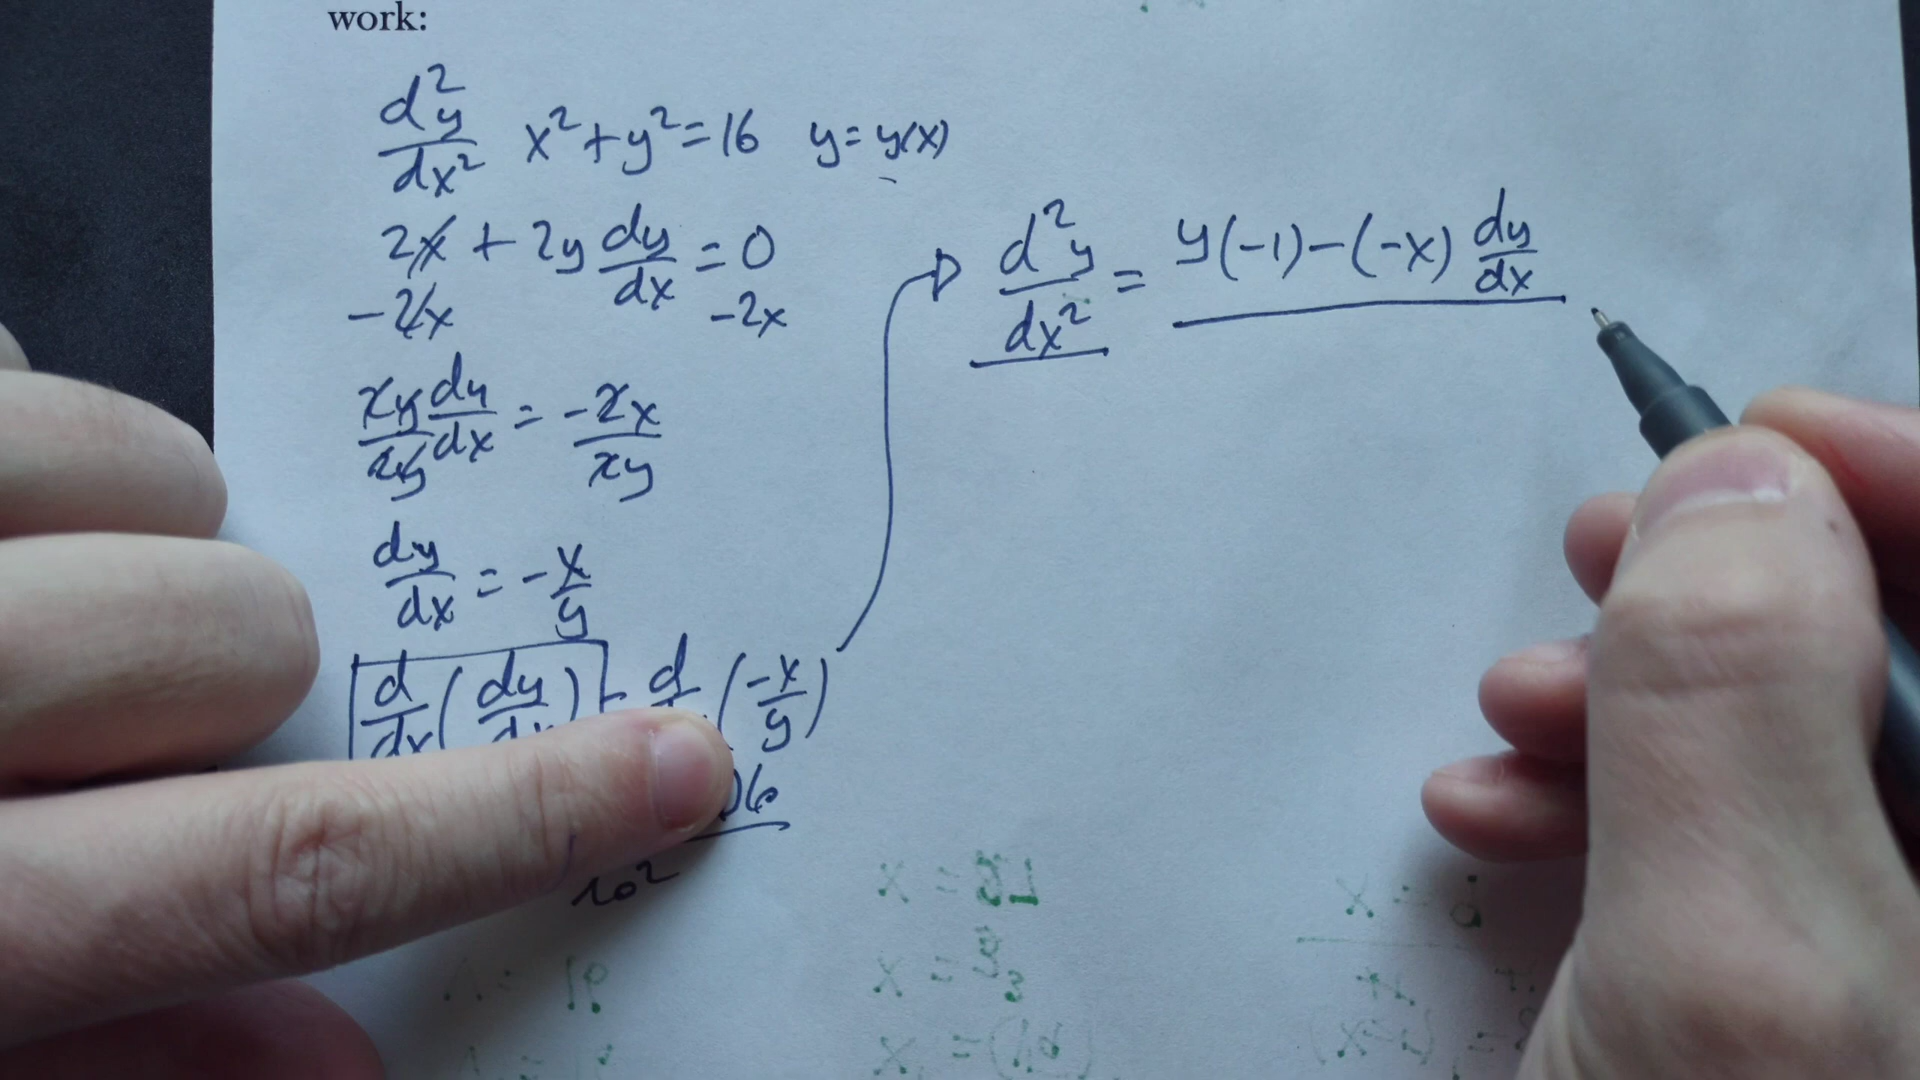 work:
d²y/dx² x²+y²=16 y=y(x)
2x + 2y dy/dx = 0
-2x -2x
2y/2y dy/dx = -2x/2y
dy/dx = -x/y
d/dx (dy/dx) = d (-x/y)
d²y/dx² = y(-1)-(-x) dy/dx